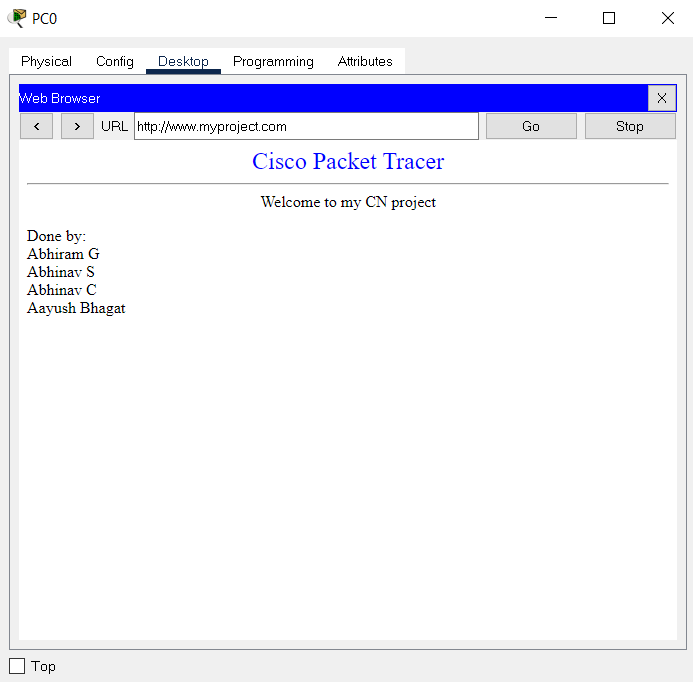 PC0
Physical Config Desktop Programming Attributes
Web Browser X
< > URL http://www.myproject.com Go Stop
Cisco Packet Tracer
Welcome to my CN project
Done by:
Abhiram G
Abhinav S
Abhinav C
Aayush Bhagat
Top